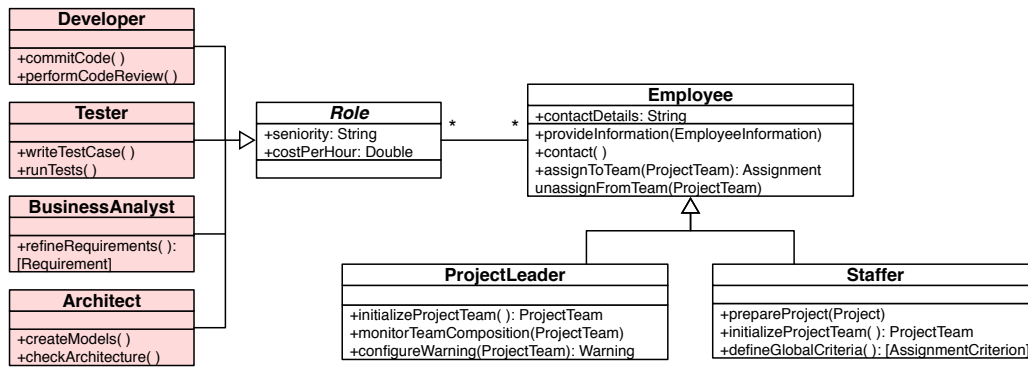 Developer
+commitCode( )
+performCodeReview( )
Tester
+writeTestCase( )
+runTests( )
BusinessAnalyst
+refineRequirements( ):
[Requirement]
Architect
+createModels( )
+checkArchitecture( )
Role
+seniority: String
+costPerHour: Double
*
*
Employee
+contactDetails: String
+provideInformation(EmployeeInformation)
+contact( )
+assignToTeam(ProjectTeam): Assignment
unassignFromTeam(ProjectTeam)
ProjectLeader
+initializeProjectTeam( ): ProjectTeam
+monitorTeamComposition(ProjectTeam)
+configureWarning(ProjectTeam): Warning
Staffer
+prepareProject(Project)
+initializeProjectTeam( ): ProjectTeam
+defineGlobalCriteria( ): [AssignmentCriterion]